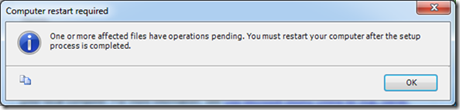 Computer restart required
One or more affected files have operations pending. You must restart your computer after the setup
process is completed.
OK